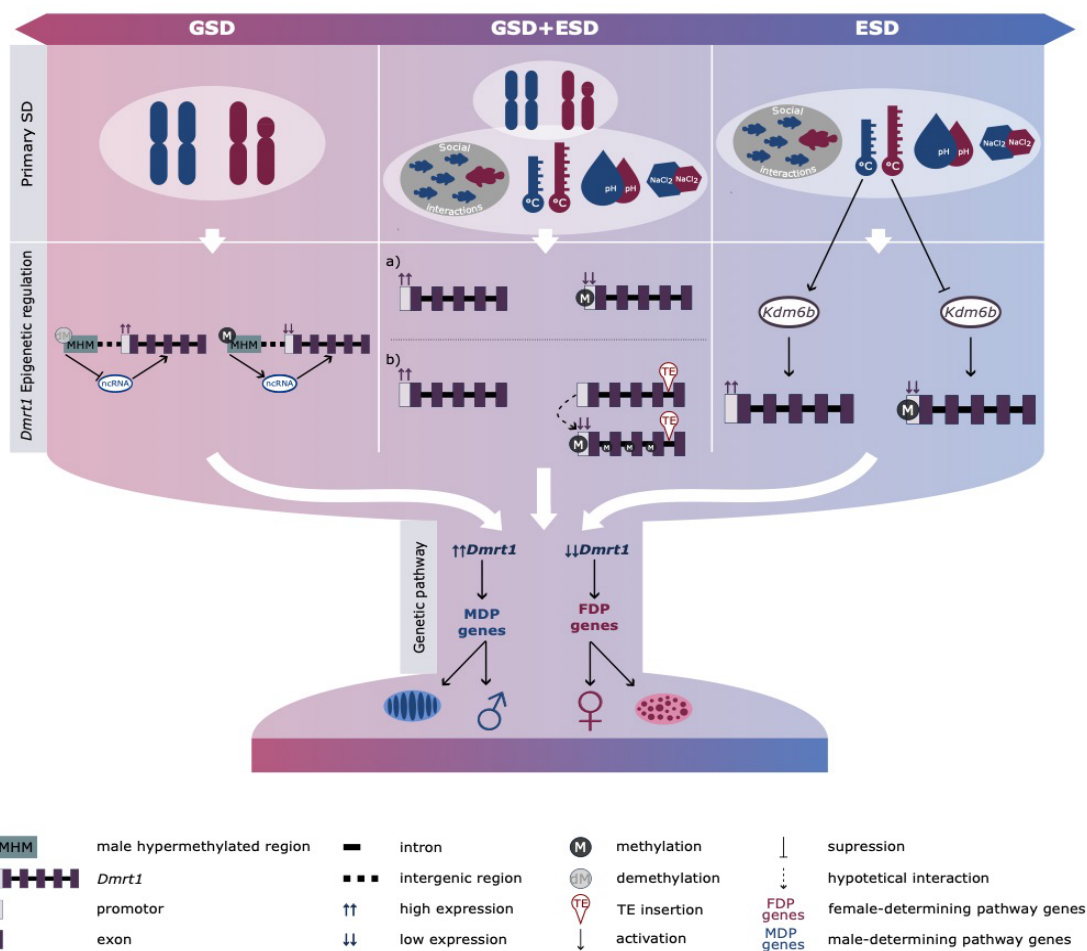 GSD
GSD+ESD
ESD
Primary SD
Social
interactions
°C
°C
pH
pH
NaCl2
NaCl2
Social
interactions
°C
°C
pH
pH
NaCl2
NaCl2
Dmrt1 Epigenetic regulation
dM
MHM
↑↑
ncRNA
M
MHM
↓↓
ncRNA
a)
↑↑
↓↓
M
b)
↑↑
TE
↓↓
TE
M
M
M
M
Kdm6b
Kdm6b
↑↑
↓↓
M
Genetic pathway
↑↑Dmrt1
↓↓Dmrt1
MDP
genes
FDP
genes
♂
♀
MHM
male hypermethylated region
intron
M
methylation
supression
Dmrt1
intergenic region
dM
demethylation
hypotetical interaction
promotor
↑↑
high expression
TE
TE insertion
FDP
genes
female-determining pathway genes
exon
↓↓
low expression
activation
MDP
genes
male-determining pathway genes